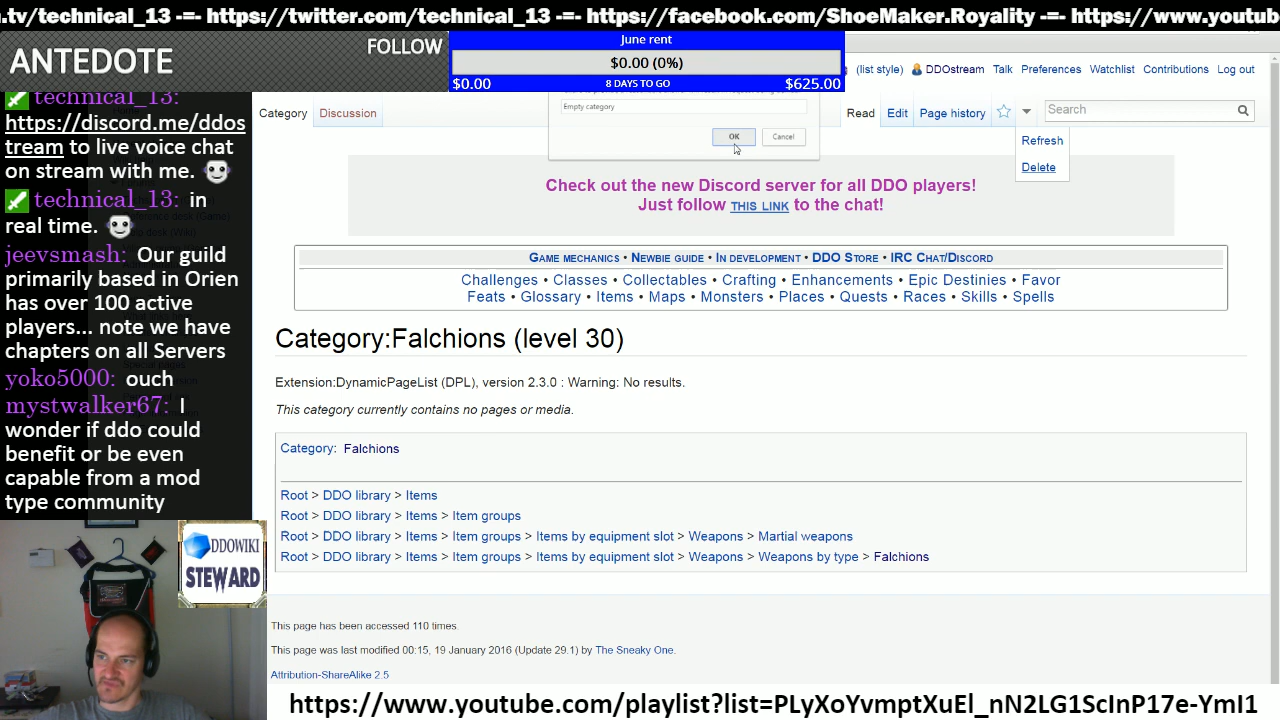 .tv/technical_13 -=- https://twitter.com/technical_13 -=- https://facebook.com/ShoeMaker.Royality -=- https://www.youtub
ANTEDOTE
FOLLOW
June rent
$0.00 (0%)
$0.00
8 DAYS TO GO
$625.00
(list style)
DDOstream
Talk
Preferences
Watchlist
Contributions
Log out
technical_13:
https://discord.me/ddos
tream to live voice chat
on stream with me.
technical_13: in
real time.
jeevsmash: Our guild
primarily based in Orien
has over 100 active
players... note we have
chapters on all Servers
yoko5000: ouch
mystwalker67: I
wonder if ddo could
benefit or be even
capable from a mod
type community
DDOWIKI
STEWARD
Category
Discussion
Empty category
OK
Cancel
Read
Edit
Page history
Search
Refresh
Delete
Check out the new Discord server for all DDO players!
Just follow THIS LINK to the chat!
Game mechanics • Newbie guide • In development • DDO Store • IRC Chat/Discord
Challenges • Classes • Collectables • Crafting • Enhancements • Epic Destinies • Favor
Feats • Glossary • Items • Maps • Monsters • Places • Quests • Races • Skills • Spells
Category:Falchions (level 30)
Extension:DynamicPageList (DPL), version 2.3.0 : Warning: No results.
This category currently contains no pages or media.
Category: Falchions
Root > DDO library > Items
Root > DDO library > Items > Item groups
Root > DDO library > Items > Item groups > Items by equipment slot > Weapons > Martial weapons
Root > DDO library > Items > Item groups > Items by equipment slot > Weapons > Weapons by type > Falchions
This page has been accessed 110 times.
This page was last modified 00:15, 19 January 2016 (Update 29.1) by The Sneaky One.
Attribution-ShareAlike 2.5
https://www.youtube.com/playlist?list=PLyXoYvmptXuEl_nN2LG1ScInP17e-YmI1